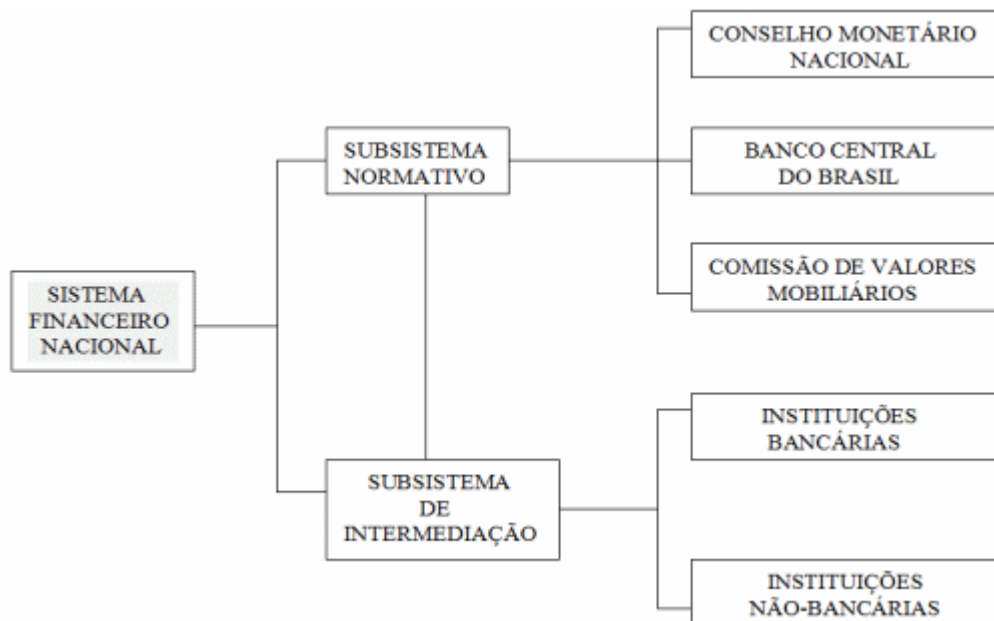 CONSELHO MONETÁRIO
NACIONAL
SUBSISTEMA
NORMATIVO
BANCO CENTRAL
DO BRASIL
COMISSÃO DE VALORES
MOBILIÁRIOS
SISTEMA
FINANCEIRO
NACIONAL
INSTITUIÇÕES
BANCÁRIAS
SUBSISTEMA
DE
INTERMEDIAÇÃO
INSTITUIÇÕES
NÃO-BANCÁRIAS